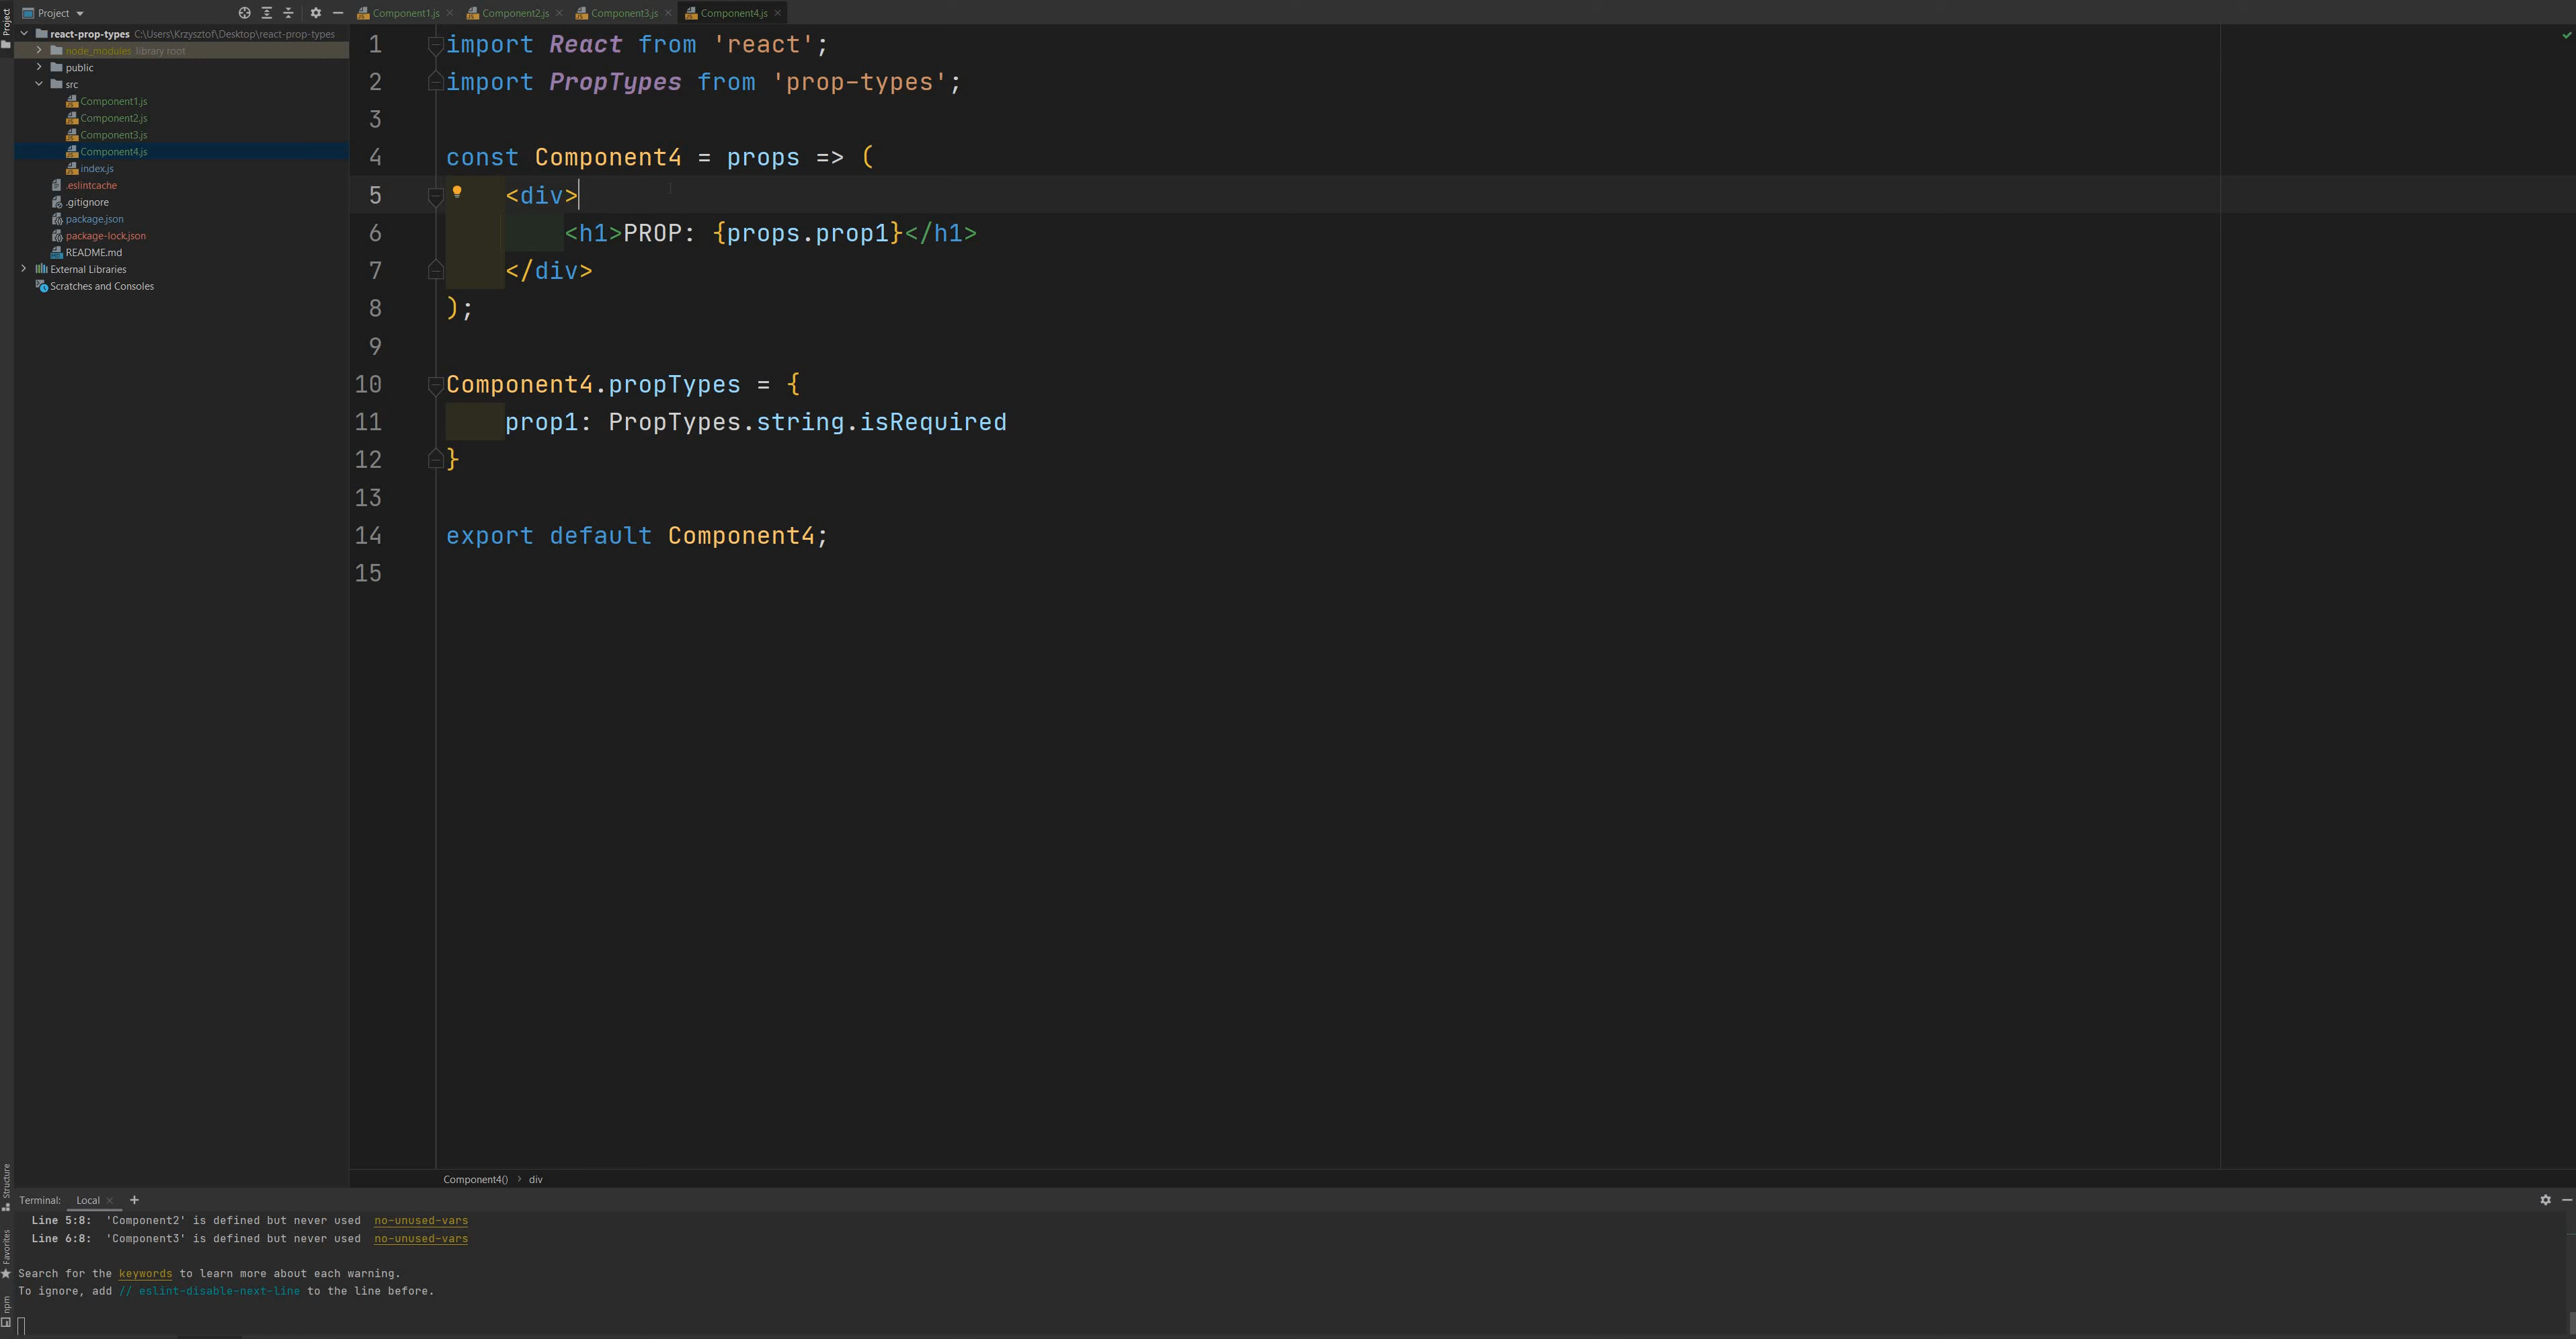 Project
Project
react-prop-types C:\Users\Krzysztof\Desktop\react-prop-types
node_modules library root
public
src
Component1.js
Component2.js
Component3.js
Component4.js
index.js
.eslintcache
.gitignore
package.json
package-lock.json
README.md
External Libraries
Scratches and Consoles
Component1.js Component2.js Component3.js Component4.js
1 import React from 'react';
2 import PropTypes from 'prop-types';
3
4 const Component4 = props => (
5 <div>
6 <h1>PROP: {props.prop1}</h1>
7 </div>
8 );
9
10 Component4.propTypes = {
11 prop1: PropTypes.string.isRequired
12 }
13
14 export default Component4;
15
Component4() > div
Structure
Favorites
npm
Terminal: Local +
Line 5:8: 'Component2' is defined but never used no-unused-vars
Line 6:8: 'Component3' is defined but never used no-unused-vars
Search for the keywords to learn more about each warning.
To ignore, add // eslint-disable-next-line to the line before.